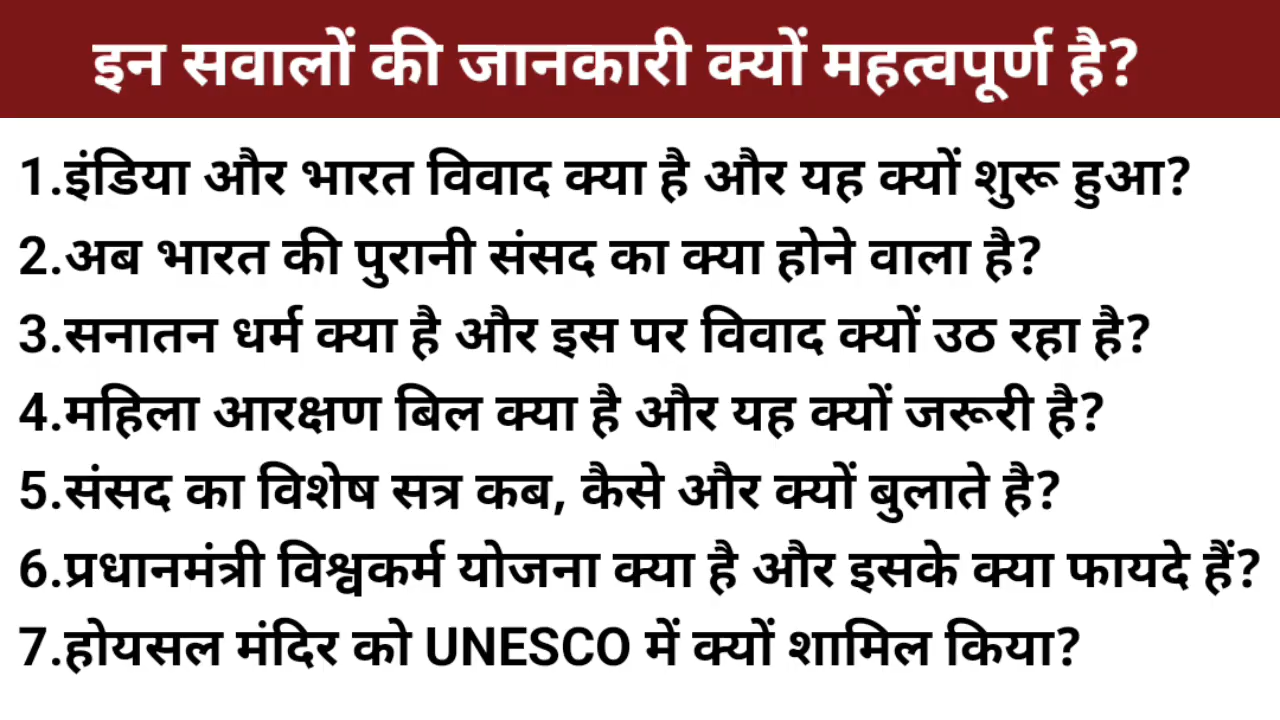 इन सवालों की जानकारी क्यों महत्वपूर्ण है?
1.इंडिया और भारत विवाद क्या है और यह क्यों शुरू हुआ?
2.अब भारत की पुरानी संसद का क्या होने वाला है?
3.सनातन धर्म क्या है और इस पर विवाद क्यों उठ रहा है?
4.महिला आरक्षण बिल क्या है और यह क्यों जरूरी है?
5.संसद का विशेष सत्र कब, कैसे और क्यों बुलाते है?
6.प्रधानमंत्री विश्वकर्म योजना क्या है और इसके क्या फायदे हैं?
7.होयसल मंदिर को UNESCO में क्यों शामिल किया?